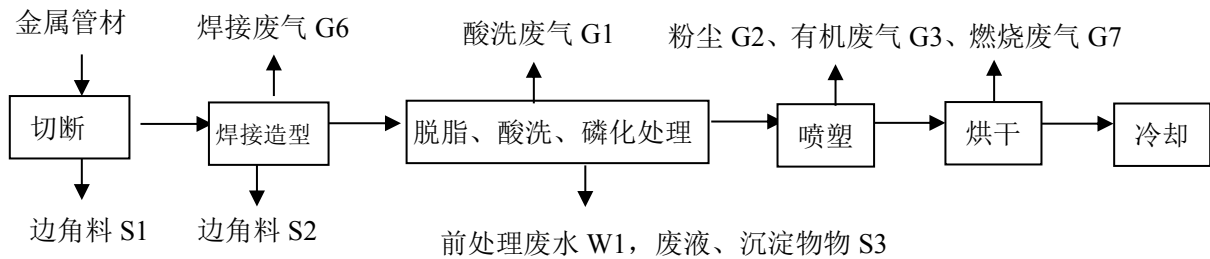 金属管材
焊接废气 G6
酸洗废气 G1
粉尘 G2、有机废气 G3、燃烧废气 G7
切断
焊接造型
脱脂、酸洗、磷化处理
喷塑
烘干
冷却
边角料 S1
边角料 S2
前处理废水 W1，废液、沉淀物物 S3